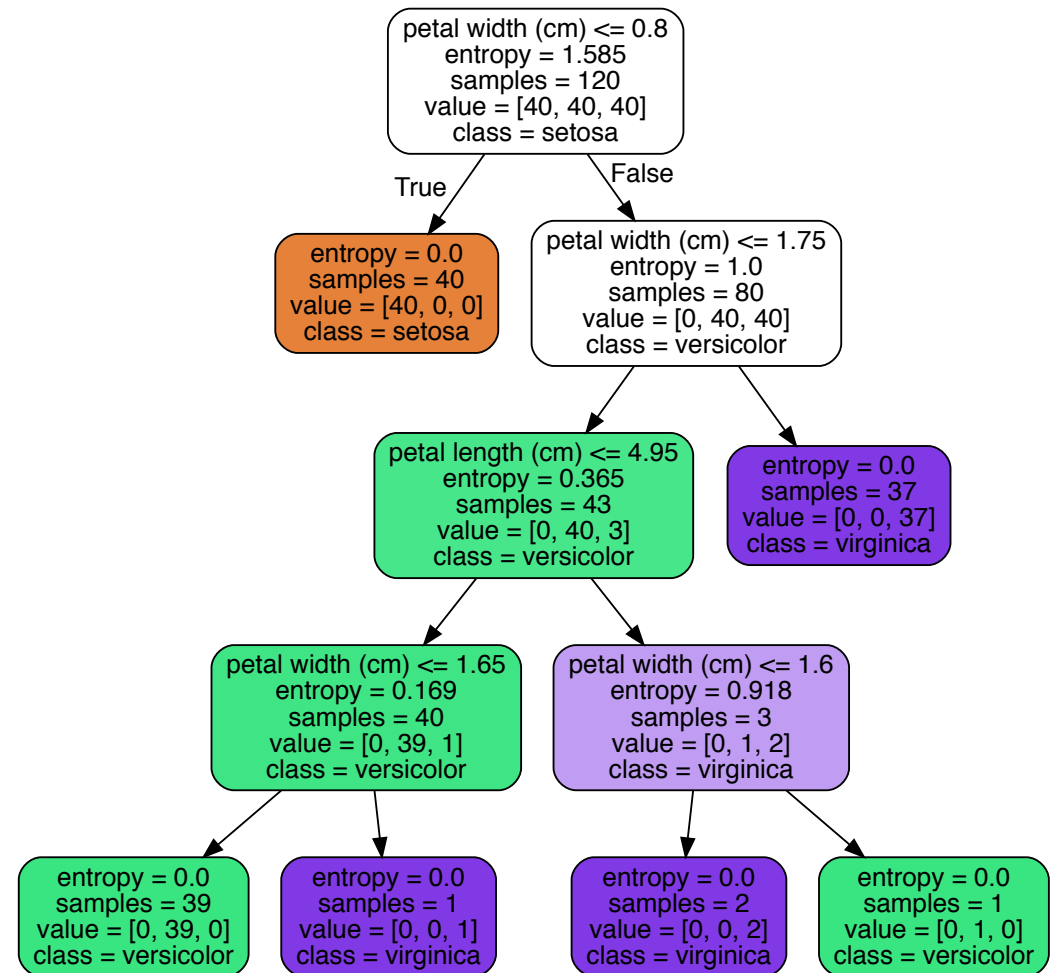 petal width (cm) <= 0.8
entropy = 1.585
samples = 120
value = [40, 40, 40]
class = setosa
True
False
entropy = 0.0
samples = 40
value = [40, 0, 0]
class = setosa
petal width (cm) <= 1.75
entropy = 1.0
samples = 80
value = [0, 40, 40]
class = versicolor
petal length (cm) <= 4.95
entropy = 0.365
samples = 43
value = [0, 40, 3]
class = versicolor
entropy = 0.0
samples = 37
value = [0, 0, 37]
class = virginica
petal width (cm) <= 1.65
entropy = 0.169
samples = 40
value = [0, 39, 1]
class = versicolor
petal width (cm) <= 1.6
entropy = 0.918
samples = 3
value = [0, 1, 2]
class = virginica
entropy = 0.0
samples = 39
value = [0, 39, 0]
class = versicolor
entropy = 0.0
samples = 1
value = [0, 0, 1]
class = virginica
entropy = 0.0
samples = 2
value = [0, 0, 2]
class = virginica
entropy = 0.0
samples = 1
value = [0, 1, 0]
class = versicolor